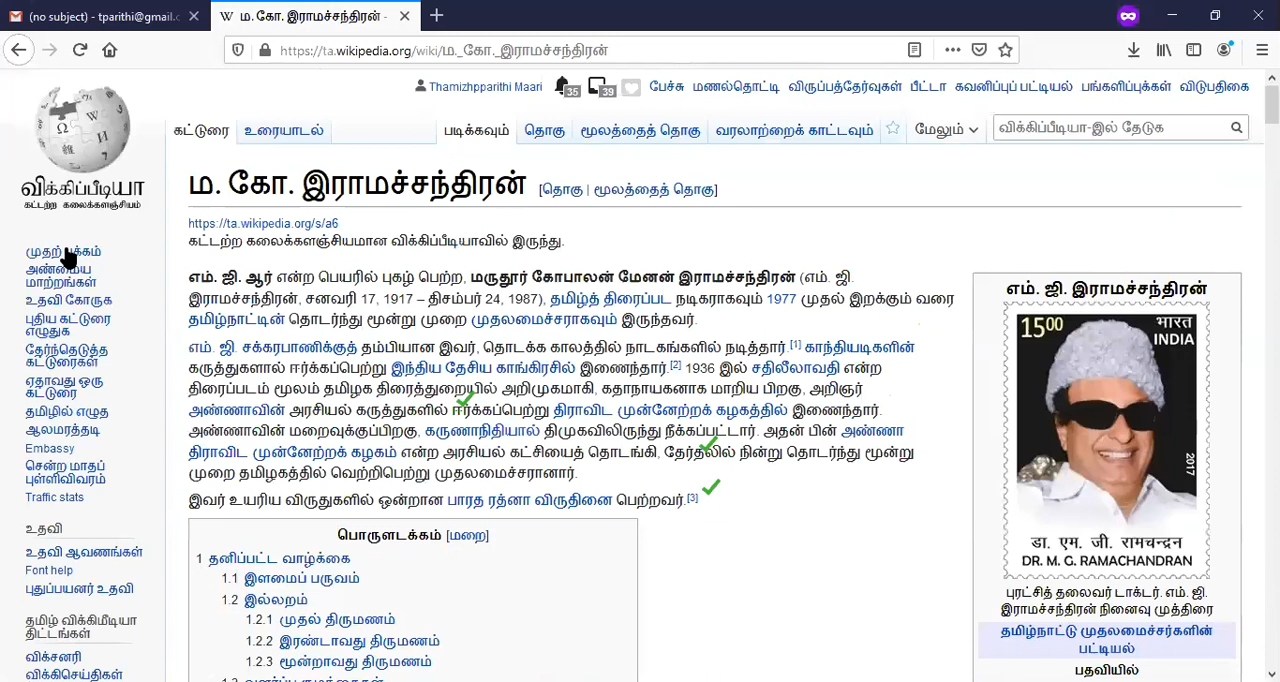 (no subject) - tparithi@gmail.c
ம. கோ. இராமச்சந்திரன் -
https://ta.wikipedia.org/wiki/ம._கோ._இராமச்சந்திரன்
Thamizhpparithi Maari
35
39
பேச்சு
மணல்தொட்டி
விருப்பத்தேர்வுகள்
பீட்டா
கவனிப்புப் பட்டியல்
பங்களிப்புக்கள்
விடுபதிகை
கட்டுரை
உரையாடல்
படிக்கவும்
தொகு
மூலத்தைத் தொகு
வரலாற்றைக் காட்டவும்
மேலும்
விக்கிப்பீடியா-இல் தேடுக
விக்கிப்பீடியா
கட்டற்ற கலைக்களஞ்சியம்
அண்மைய
மாற்றங்கள்
உதவி கோருக
புதிய கட்டுரை
எழுதுக
தேர்ந்தெடுத்த
கட்டுரைகள்
ஏதாவது ஒரு
கட்டுரை
தமிழில் எழுத
ஆலமரத்தடி
Embassy
சென்ற மாதப்
புள்ளிவிவரம்
Traffic stats
உதவி
உதவி ஆவணங்கள்
Font help
புதுப்பயனர் உதவி
தமிழ் விக்கிமீடியா
திட்டங்கள்
விக்சனரி
விக்கிசெய்திகள்
ம. கோ. இராமச்சந்திரன் [தொகு | மூலத்தைத் தொகு]
https://ta.wikipedia.org/s/a6
கட்டற்ற கலைக்களஞ்சியமான விக்கிப்பீடியாவில் இருந்து.
எம். ஜி. ஆர் என்ற பெயரில் புகழ் பெற்ற, மருதூர் கோபாலன் மேனன் இராமச்சந்திரன் (எம். ஜி.
இராமச்சந்திரன், சனவரி 17, 1917 – திசம்பர் 24, 1987), தமிழ்த் திரைப்பட நடிகராகவும் 1977 முதல் இறக்கும் வரை
தமிழ்நாட்டின் தொடர்ந்து மூன்று முறை முதலமைச்சராகவும் இருந்தவர்.
எம். ஜி. சக்கரபாணிக்குத் தம்பியான இவர், தொடக்க காலத்தில் நாடகங்களில் நடித்தார்.[1] காந்தியடிகளின்
கருத்துகளால் ஈர்க்கப்பெற்று இந்திய தேசிய காங்கிரசில் இணைந்தார்.[2] 1936 இல் சதிலீலாவதி என்ற
திரைப்படம் மூலம் தமிழக திரைத்துறையில் அறிமுகமாகி, கதாநாயகனாக மாறிய பிறகு, அறிஞர்
அண்ணாவின் அரசியல் கருத்துகளில் ஈர்க்கப்பெற்று திராவிட முன்னேற்றக் கழகத்தில் இணைந்தார்.
அண்ணாவின் மறைவுக்குப்பிறகு, கருணாநிதியால் திமுகவிலிருந்து நீக்கப்பட்டார். அதன் பின் அண்ணா
திராவிட முன்னேற்றக் கழகம் என்ற அரசியல் கட்சியைத் தொடங்கி, தேர்தலில் நின்று தொடர்ந்து மூன்று
முறை தமிழகத்தில் வெற்றிபெற்று முதலமைச்சரானார்.
இவர் உயரிய விருதுகளில் ஒன்றான பாரத ரத்னா விருதினை பெற்றவர்.[3]
பொருளடக்கம் [மறை]
1 தனிப்பட்ட வாழ்க்கை
1.1 இளமைப் பருவம்
1.2 இல்லறம்
1.2.1 முதல் திருமணம்
1.2.2 இரண்டாவது திருமணம்
1.2.3 மூன்றாவது திருமணம்
எம். ஜி. இராமச்சந்திரன்
1500
भारत
INDIA
2017
डा. एम. जी. रामचन्द्रन
DR. M. G. RAMACHANDRAN
புரட்சித் தலைவர் டாக்டர். எம். ஜி.
இராமச்சந்திரன் நினைவு முத்திரை
தமிழ்நாட்டு முதலமைச்சர்களின்
பட்டியல்
பதவியில்